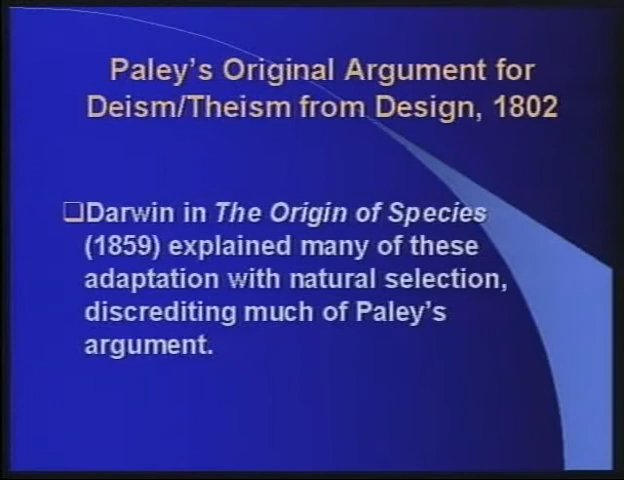 Paley's Original Argument for
Deism/Theism from Design, 1802
❑Darwin in The Origin of Species
(1859) explained many of these
adaptation with natural selection,
discrediting much of Paley's
argument.